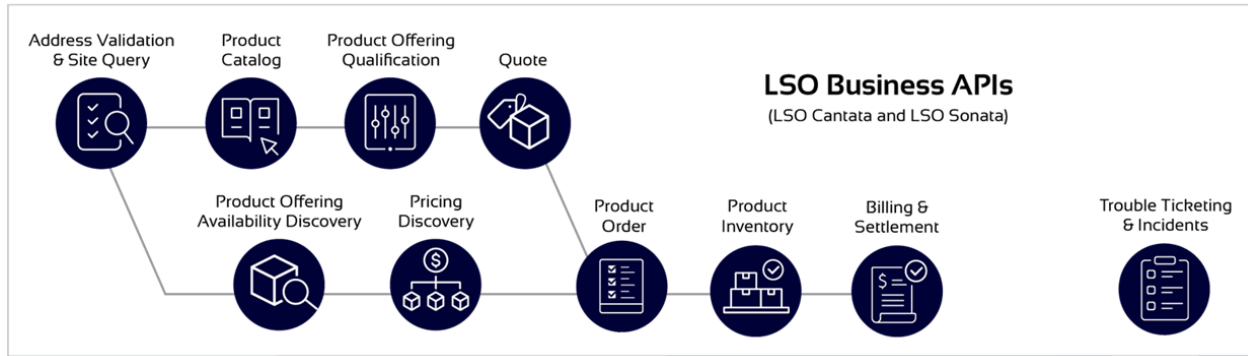 Address Validation
& Site Query
Product
Catalog
Product Offering
Qualification
Quote
LSO Business APIs
(LSO Cantata and LSO Sonata)
Product Offering
Availability Discovery
Pricing
Discovery
$
Product
Order
Product
Inventory
Billing &
Settlement
$
Trouble Ticketing
& Incidents